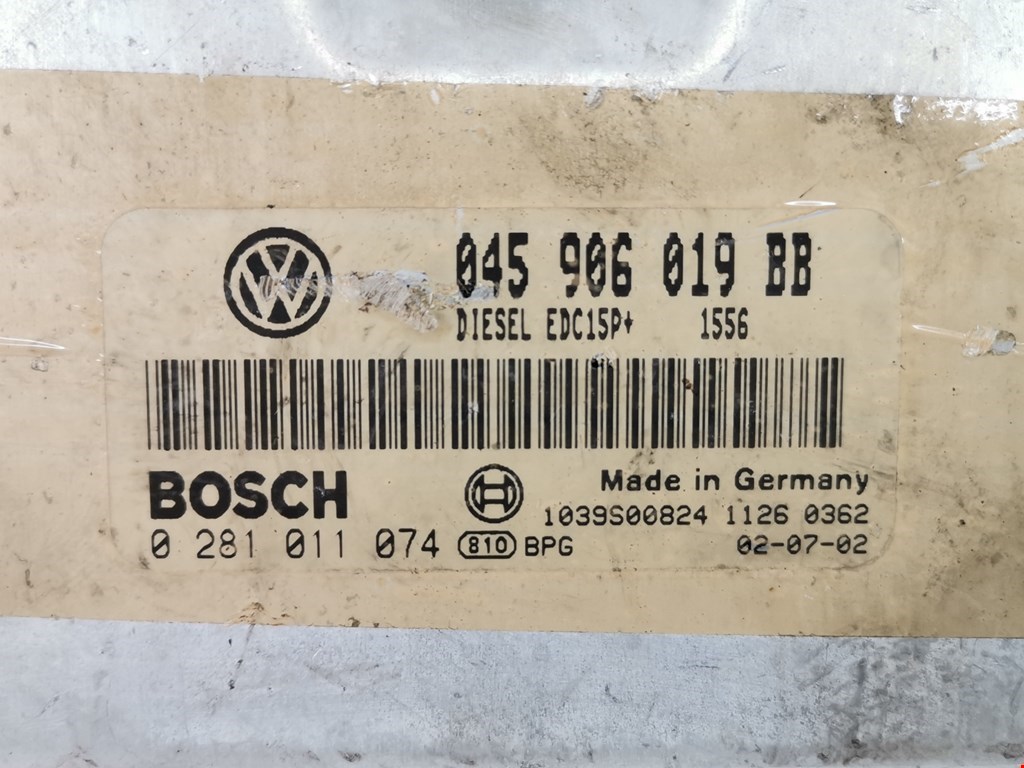 045 906 019 BB
DIESEL EDC15P+ 1556
BOSCH
Made in Germany
1039S00824 1126 0362
0 281 011 074 810 BPG 02-07-02